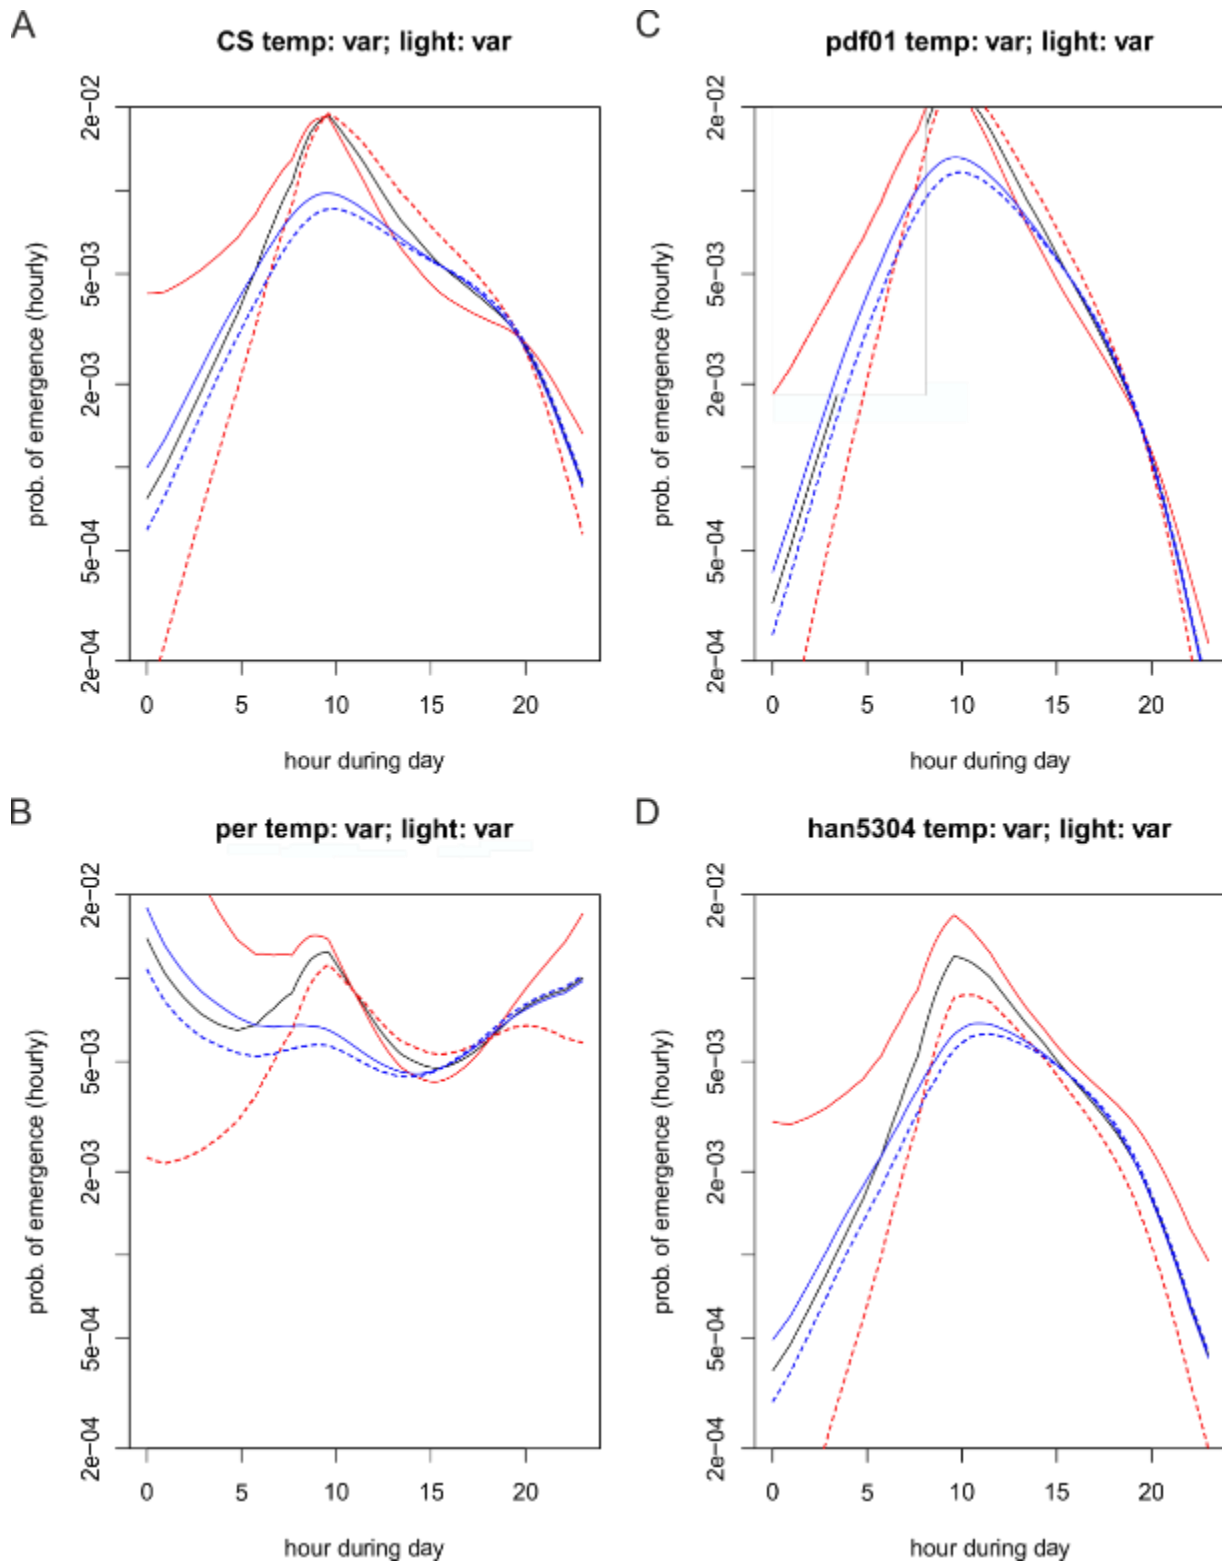 A
CS temp: var; light: var
prob. of emergence (hourly)
2e−02
5e−03
2e−03
5e−04
2e−04
0 5 10 15 20
hour during day
B
per temp: var; light: var
prob. of emergence (hourly)
2e−02
5e−03
2e−03
5e−04
2e−04
0 5 10 15 20
hour during day
C
pdf01 temp: var; light: var
prob. of emergence (hourly)
2e−02
5e−03
2e−03
5e−04
2e−04
0 5 10 15 20
hour during day
D
han5304 temp: var; light: var
prob. of emergence (hourly)
2e−02
5e−03
2e−03
5e−04
2e−04
0 5 10 15 20
hour during day